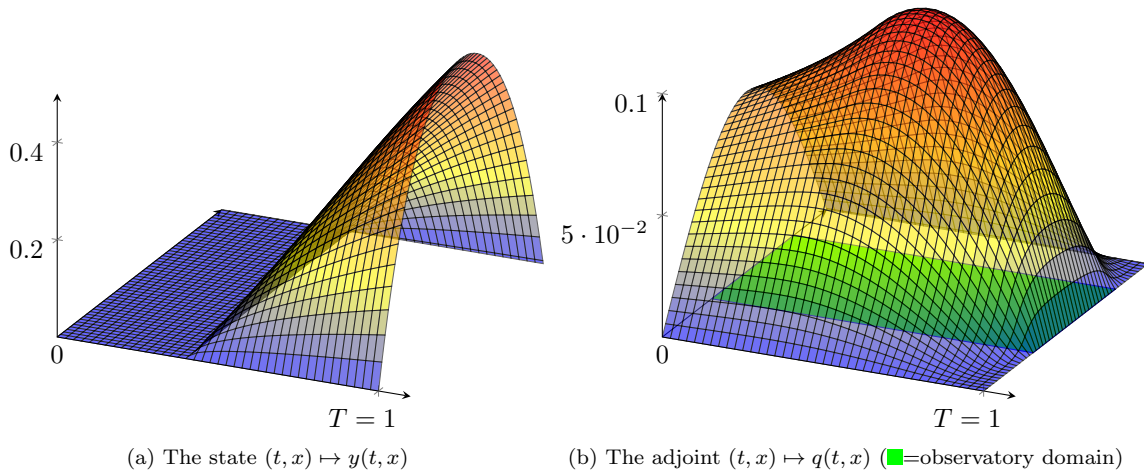 0.4
0.2
0
T = 1
(a) The state (t, x) ↦ y(t, x)
0.1
5 · 10⁻²
0
T = 1
(b) The adjoint (t, x) ↦ q(t, x) (=observatory domain)